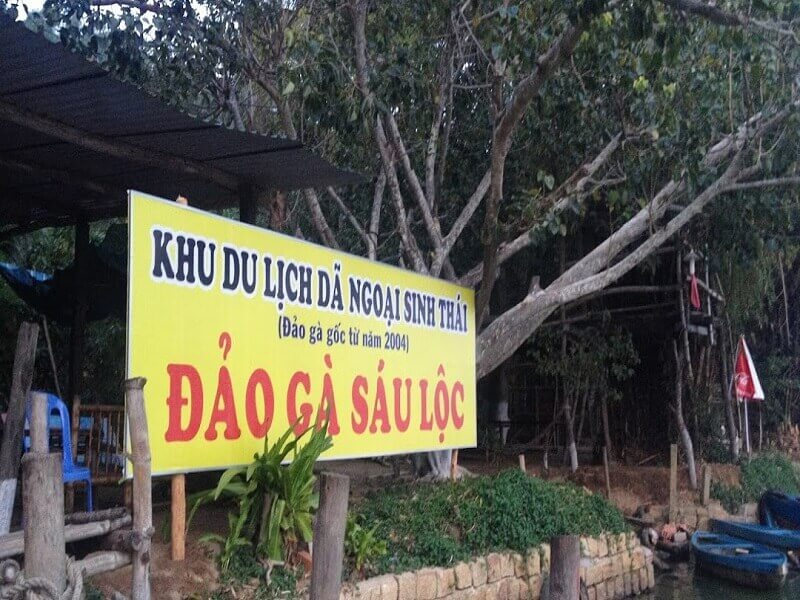 KHU DU LỊCH DÃ NGOẠI SINH THÁI
(Đảo gà gốc từ năm 2004)
ĐẢO GÀ SÁU LỘC